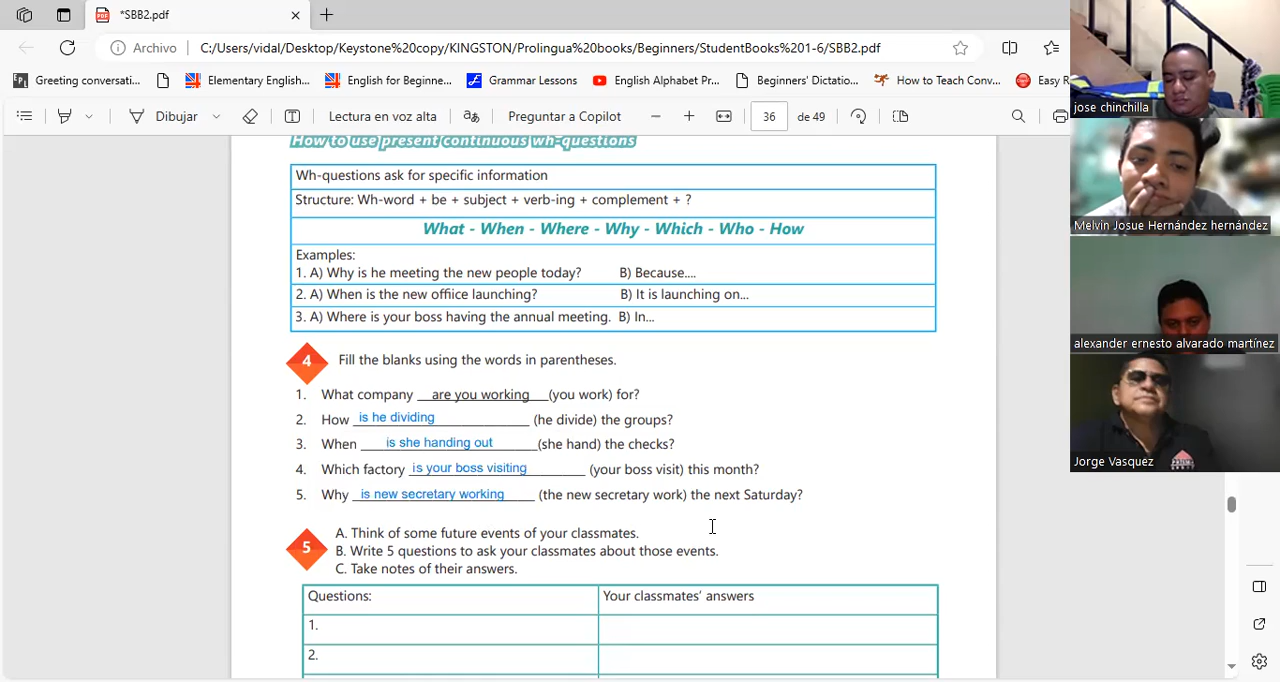 *SBB2.pdf
Archivo C:/Users/vidal/Desktop/Keystone%20copy/KINGSTON/Prolingua%20books/Beginners/StudentBooks%201-6/SBB2.pdf
Greeting conversati... Elementary English... English for Beginne... Grammar Lessons English Alphabet Pr... Beginners' Dictatio... How to Teach Conv... Easy R
Dibujar Lectura en voz alta Preguntar a Copilot 36 de 49
How to use present continuous wh-questions
Wh-questions ask for specific information
Structure: Wh-word + be + subject + verb-ing + complement + ?
What - When - Where - Why - Which - Who - How
Examples:
1. A) Why is he meeting the new people today? B) Because....
2. A) When is the new office launching? B) It is launching on...
3. A) Where is your boss having the annual meeting. B) In...
4 Fill the blanks using the words in parentheses.
1. What company __are you working__ (you work) for?
2. How is he dividing (he divide) the groups?
3. When is she handing out (she hand) the checks?
4. Which factory is your boss visiting (your boss visit) this month?
5. Why is new secretary working (the new secretary work) the next Saturday?
5 A. Think of some future events of your classmates.
B. Write 5 questions to ask your classmates about those events.
C. Take notes of their answers.
Questions: Your classmates' answers
1.
2.
jose chinchilla
Melvin Josue Hernández hernández
alexander ernesto alvarado martínez
Jorge Vasquez